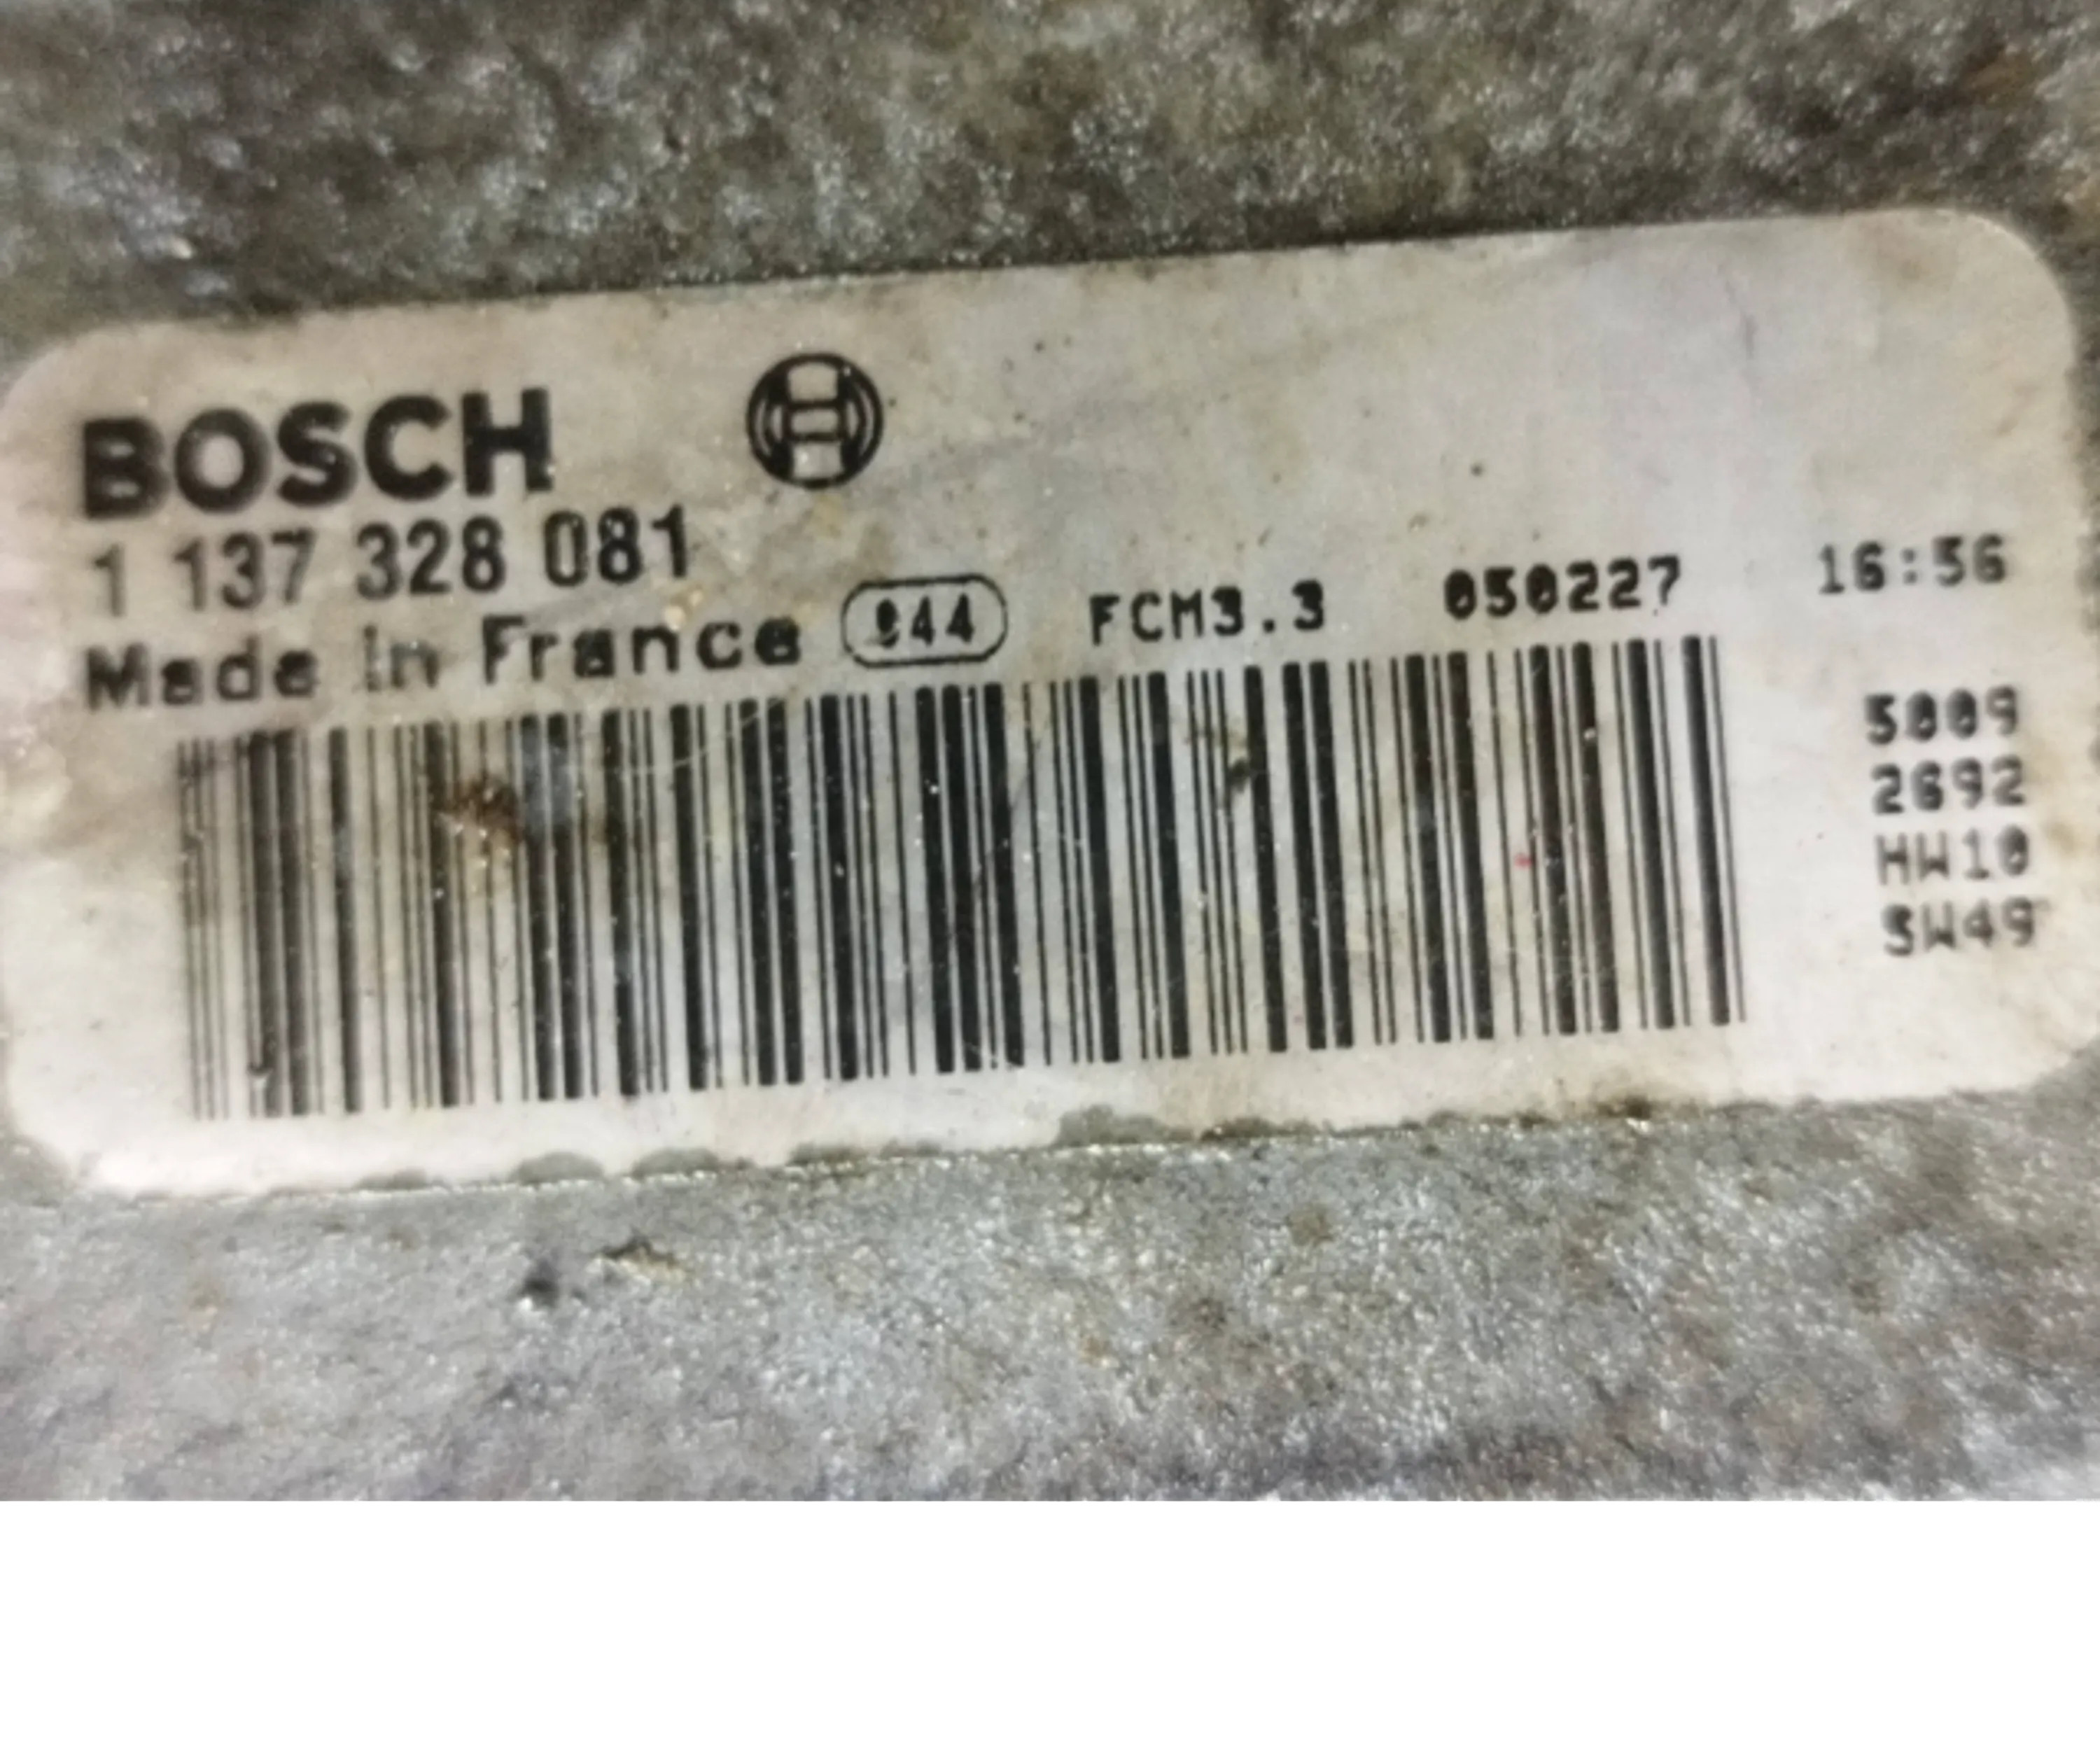 BOSCH
1 137 328 081
Made in France 944 FCM3.3 050227 16:56
5009
2692
HW10
SW49